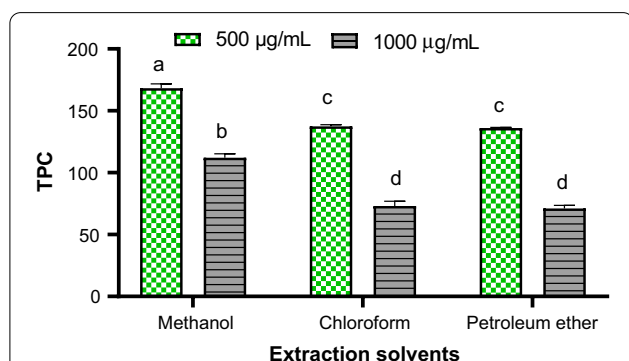 500 µg/mL 1000 μg/mL
200
150
100
50
0
TPC
a
b
c
d
c
d
Methanol Chloroform Petroleum ether
Extraction solvents